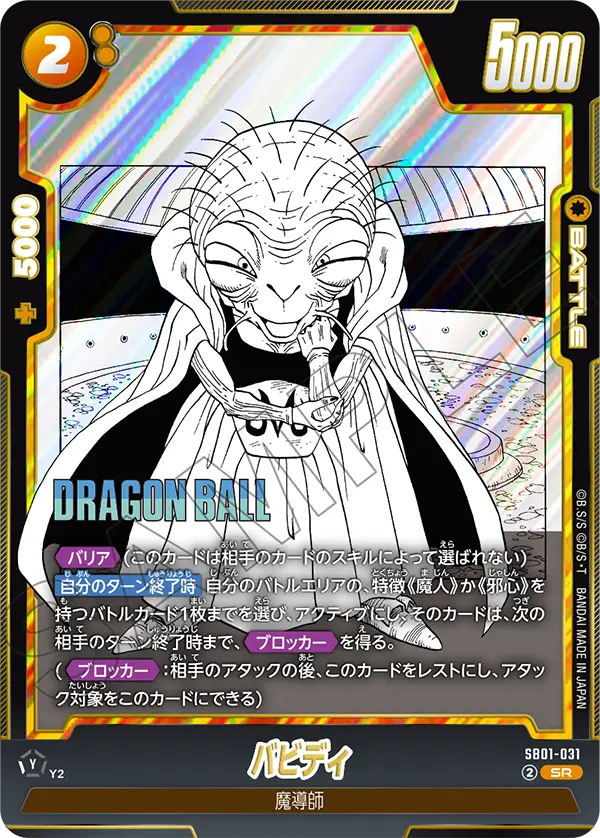 2
5000
+ 5000
BATTLE
SAMPLE
DRAGON BALL
バリア (このカードは相手のカードのスキルによって選ばれない)
自分のターン終了時 自分のバトルエリアの、特徴《魔人》か《邪心》を
持つバトルカード1枚までを選び、アクティブにし、そのカードは、次の
相手のターン終了時まで、 ブロッカー を得る。
( ブロッカー :相手のアタックの後、このカードをレストにし、アタッ
ク対象をこのカードにできる)
©B.S/S ©B/S・T BANDAI MADE IN JAPAN
バビディ
SB01-031
Y Y2
② SR
魔導師